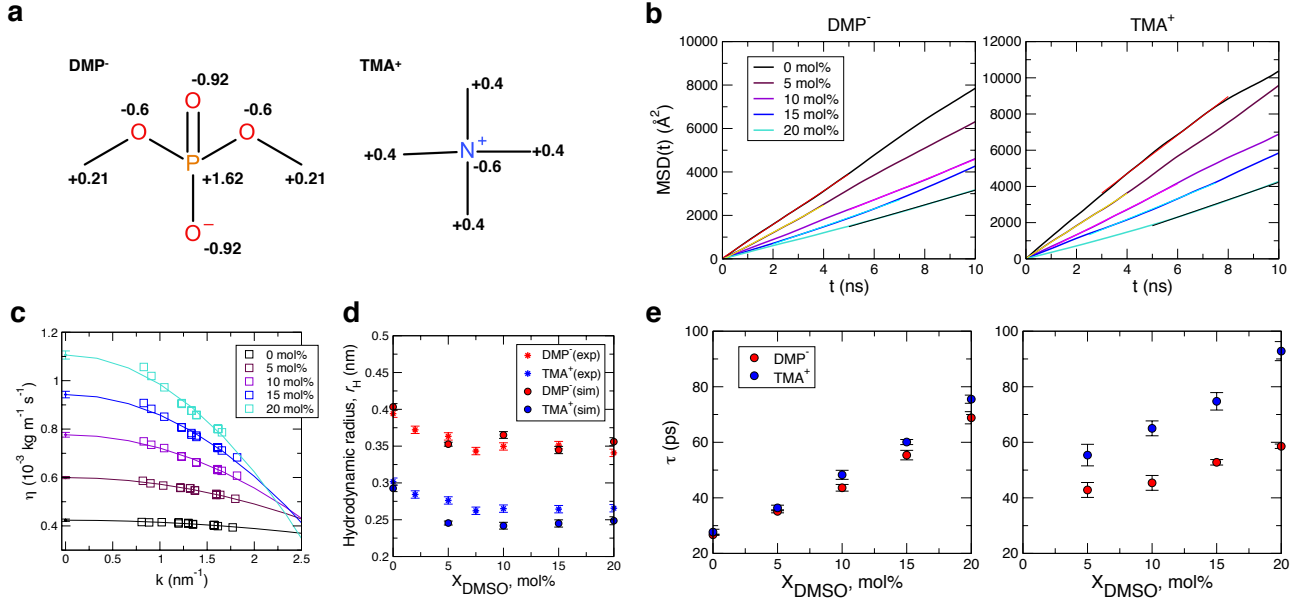 a
DMP-
-0.92
O
-0.6
-0.6
O
O
P
+0.21
+1.62
+0.21
O-
-0.92
TMA+
+0.4
+0.4
N+
+0.4
-0.6
+0.4
b
DMP-
TMA+
MSD(t) (Å2)
10000
8000
6000
4000
2000
0
0 mol%
5 mol%
10 mol%
15 mol%
20 mol%
0 2 4 6 8 10
t (ns)
12000
10000
8000
6000
4000
2000
0
0 2 4 6 8 10
t (ns)
c
η (10-3 kg m-1 s-1)
1.2
1
0.8
0.6
0.4
0 mol%
5 mol%
10 mol%
15 mol%
20 mol%
0 0.5 1 1.5 2 2.5
k (nm-1)
d
Hydrodynamic radius, rH (nm)
0.5
0.45
0.4
0.35
0.3
0.25
0.2
DMP-(exp)
TMA+(exp)
DMP-(sim)
TMA+(sim)
0 5 10 15 20
XDMSO, mol%
e
τ (ps)
100
80
60
40
20
DMP-
TMA+
0 5 10 15 20
XDMSO, mol%
100
80
60
40
20
0 5 10 15 20
XDMSO, mol%